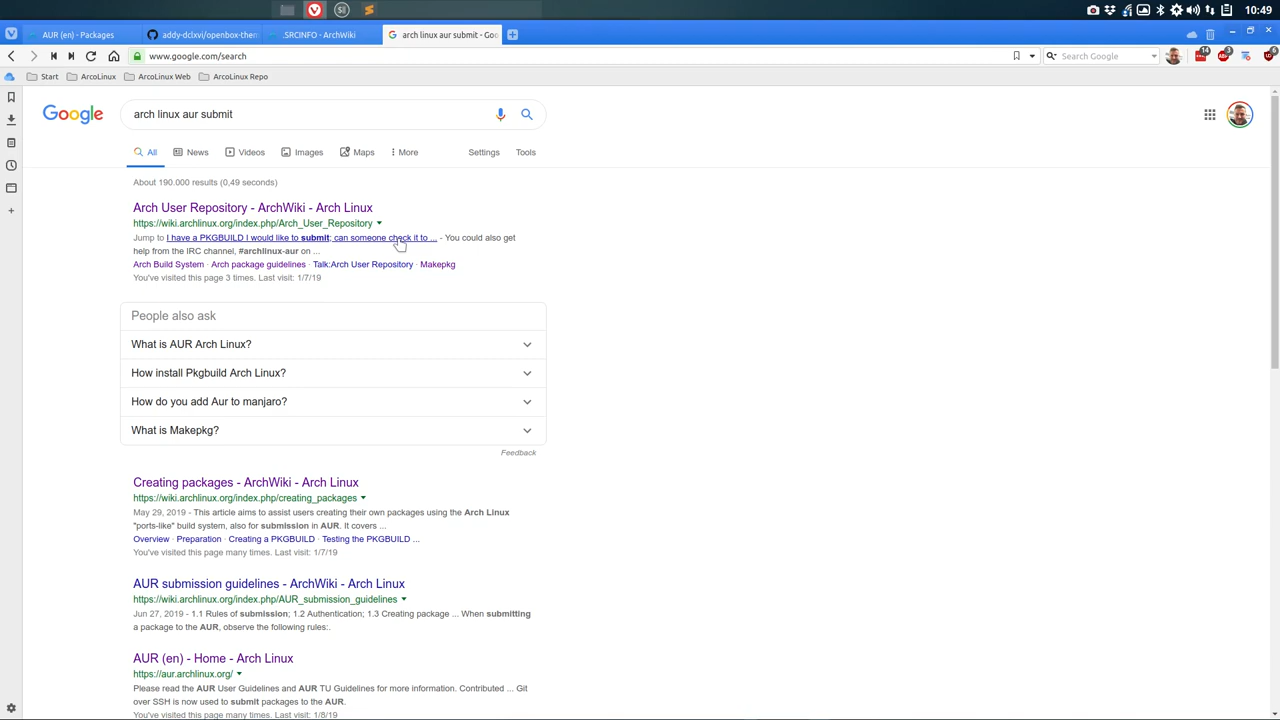 10:49
AUR (en) - Packages
addy-dclxvi/openbox-them
.SRCINFO - ArchWiki
arch linux aur submit - Goo
www.google.com/search
Search Google
14
3
6
Start
ArcoLinux
ArcoLinux Web
ArcoLinux Repo
Google
arch linux aur submit
All
News
Videos
Images
Maps
More
Settings
Tools
About 190.000 results (0,49 seconds)
Arch User Repository - ArchWiki - Arch Linux
https://wiki.archlinux.org/index.php/Arch_User_Repository
Jump to I have a PKGBUILD I would like to submit; can someone check it to ... - You could also get
help from the IRC channel, #archlinux-aur on ...
Arch Build System · Arch package guidelines · Talk:Arch User Repository · Makepkg
You've visited this page 3 times. Last visit: 1/7/19
People also ask
What is AUR Arch Linux?
How install Pkgbuild Arch Linux?
How do you add Aur to manjaro?
What is Makepkg?
Feedback
Creating packages - ArchWiki - Arch Linux
https://wiki.archlinux.org/index.php/creating_packages
May 29, 2019 - This article aims to assist users creating their own packages using the Arch Linux
"ports-like" build system, also for submission in AUR. It covers ...
Overview · Preparation · Creating a PKGBUILD · Testing the PKGBUILD ...
You've visited this page many times. Last visit: 1/7/19
AUR submission guidelines - ArchWiki - Arch Linux
https://wiki.archlinux.org/index.php/AUR_submission_guidelines
Jun 27, 2019 - 1.1 Rules of submission; 1.2 Authentication; 1.3 Creating package ... When submitting
a package to the AUR, observe the following rules:.
AUR (en) - Home - Arch Linux
https://aur.archlinux.org/
Please read the AUR User Guidelines and AUR TU Guidelines for more information. Contributed ... Git
over SSH is now used to submit packages to the AUR.
You've visited this page many times. Last visit: 1/8/19